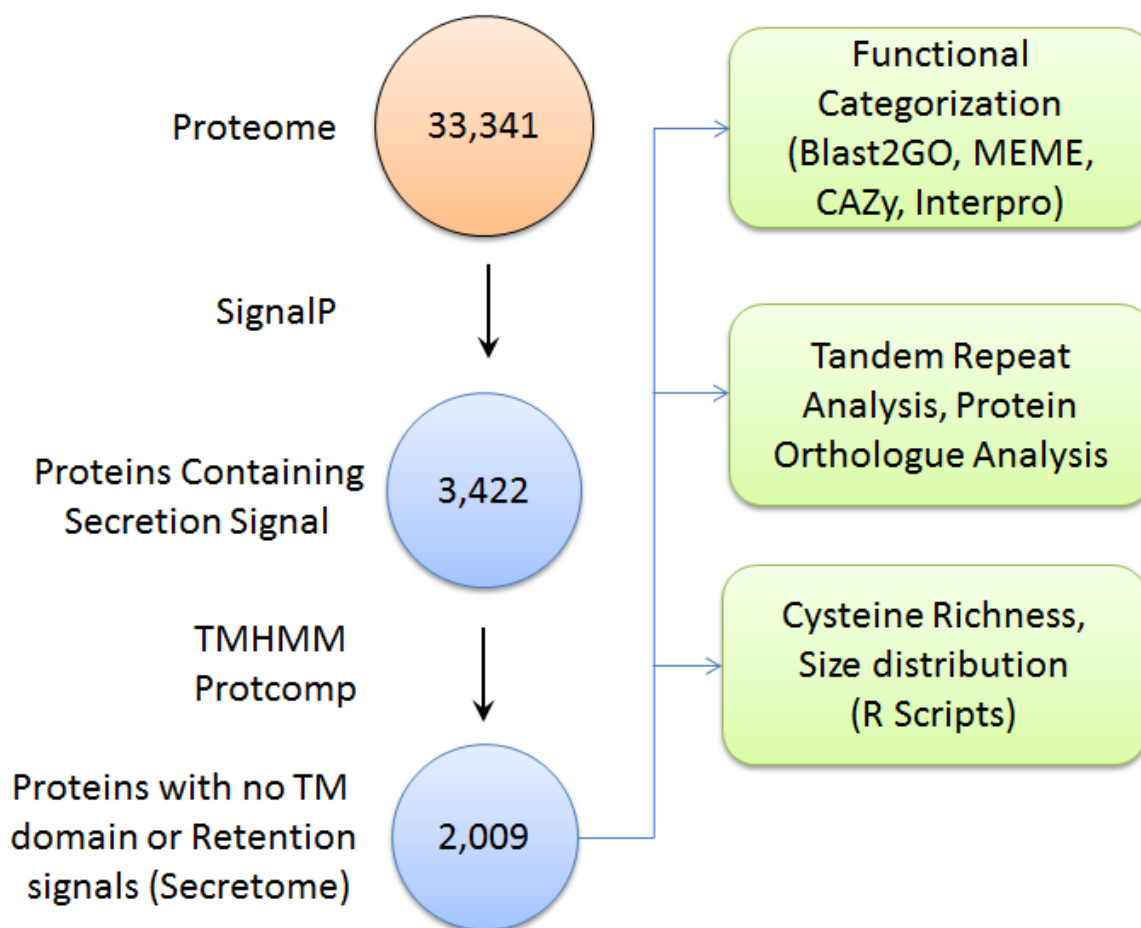 Proteome
33,341
SignalP
Proteins Containing
Secretion Signal
3,422
TMHMM
Protcomp
Proteins with no TM
domain or Retention
signals (Secretome)
2,009
Functional
Categorization
(Blast2GO, MEME,
CAZy, Interpro)
Tandem Repeat
Analysis, Protein
Orthologue Analysis
Cysteine Richness,
Size distribution
(R Scripts)